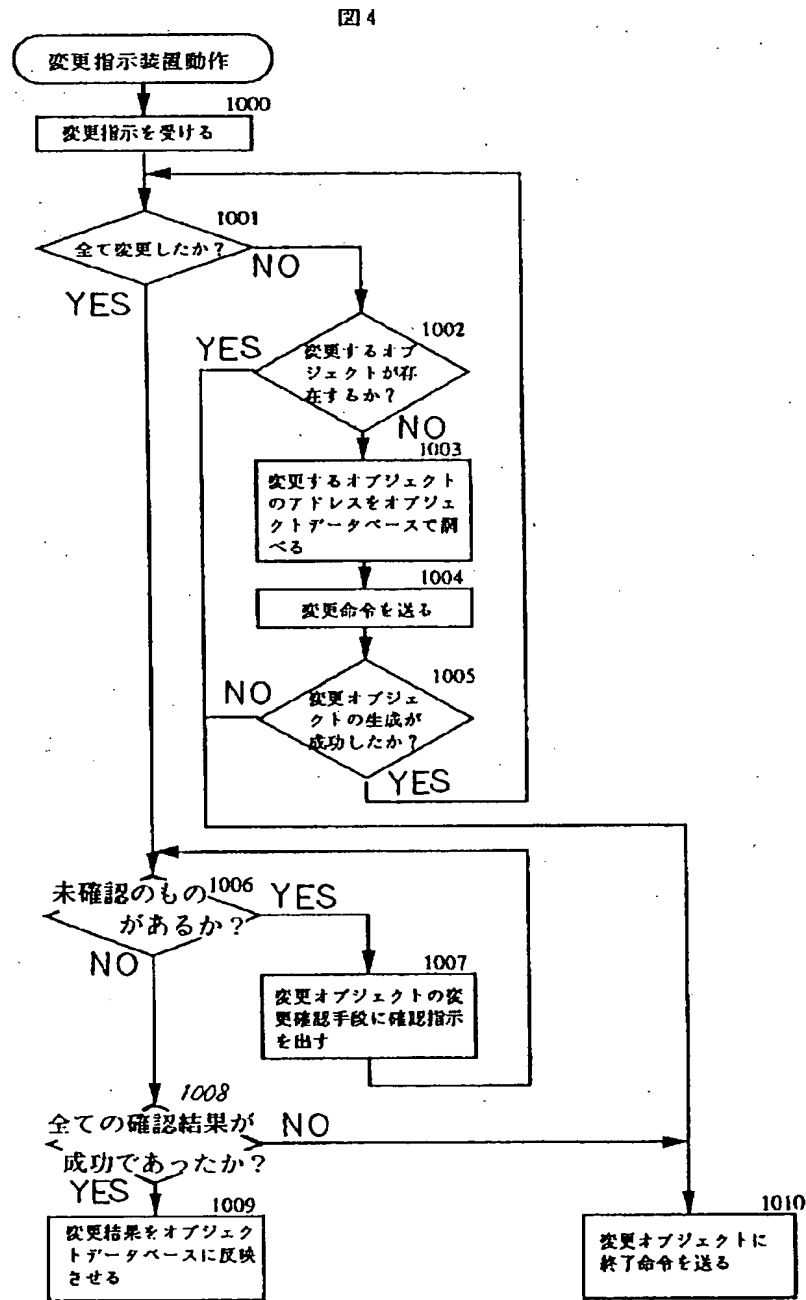 図4
変更指示装置動作
1000
変更指示を受ける
1001
全て変更したか?
NO
YES
1002
変更するオブ
ジェクトが存
在するか?
YES
NO
1003
変更するオブジェクト
のアドレスをオブジェ
クトデータベースで調
べる
1004
変更命令を送る
1005
変更オブジェ
クトの生成が
成功したか?
NO
YES
1006
未確認のもの
があるか?
YES
NO
1007
変更オブジェクトの変
更確認手段に確認指示
を出す
1008
全ての確認結果が
成功であったか?
NO
YES
1009
変更結果をオブジェク
トデータベースに反映
させる
1010
変更オブジェクトに
終了命令を送る